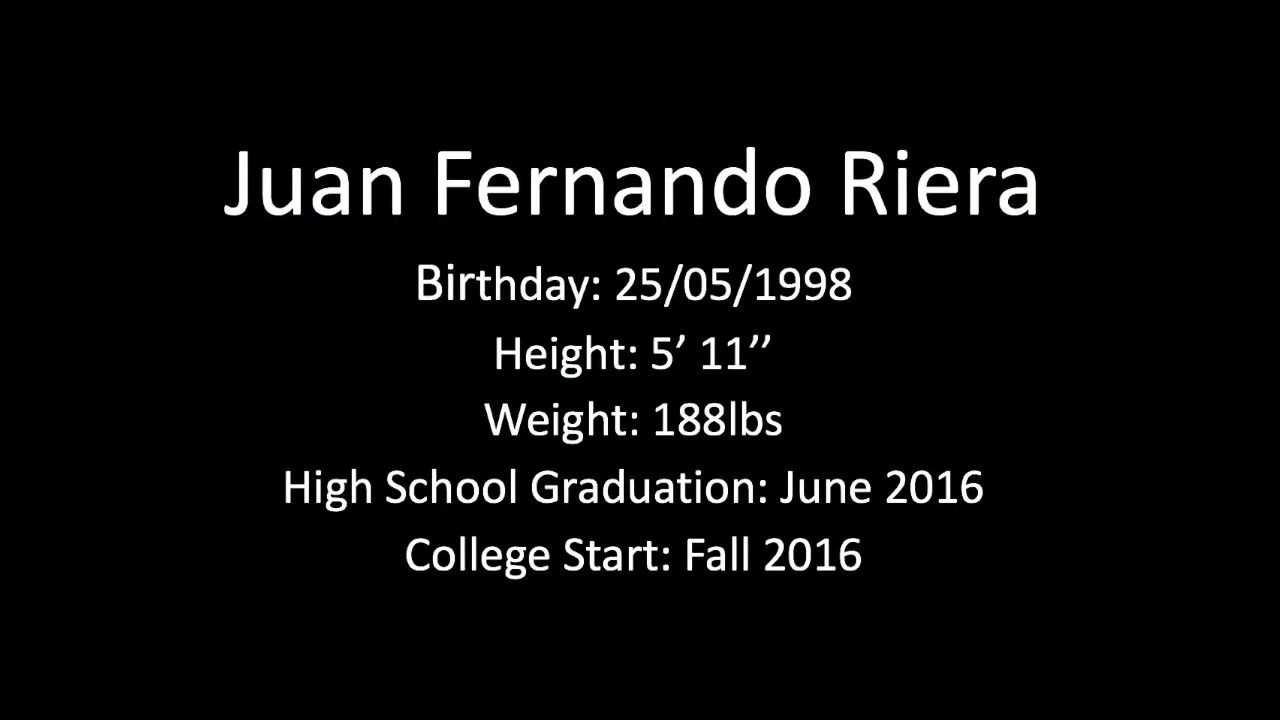 Juan Fernando Riera
Birthday: 25/05/1998
Height: 5’ 11’’
Weight: 188lbs
High School Graduation: June 2016
College Start: Fall 2016